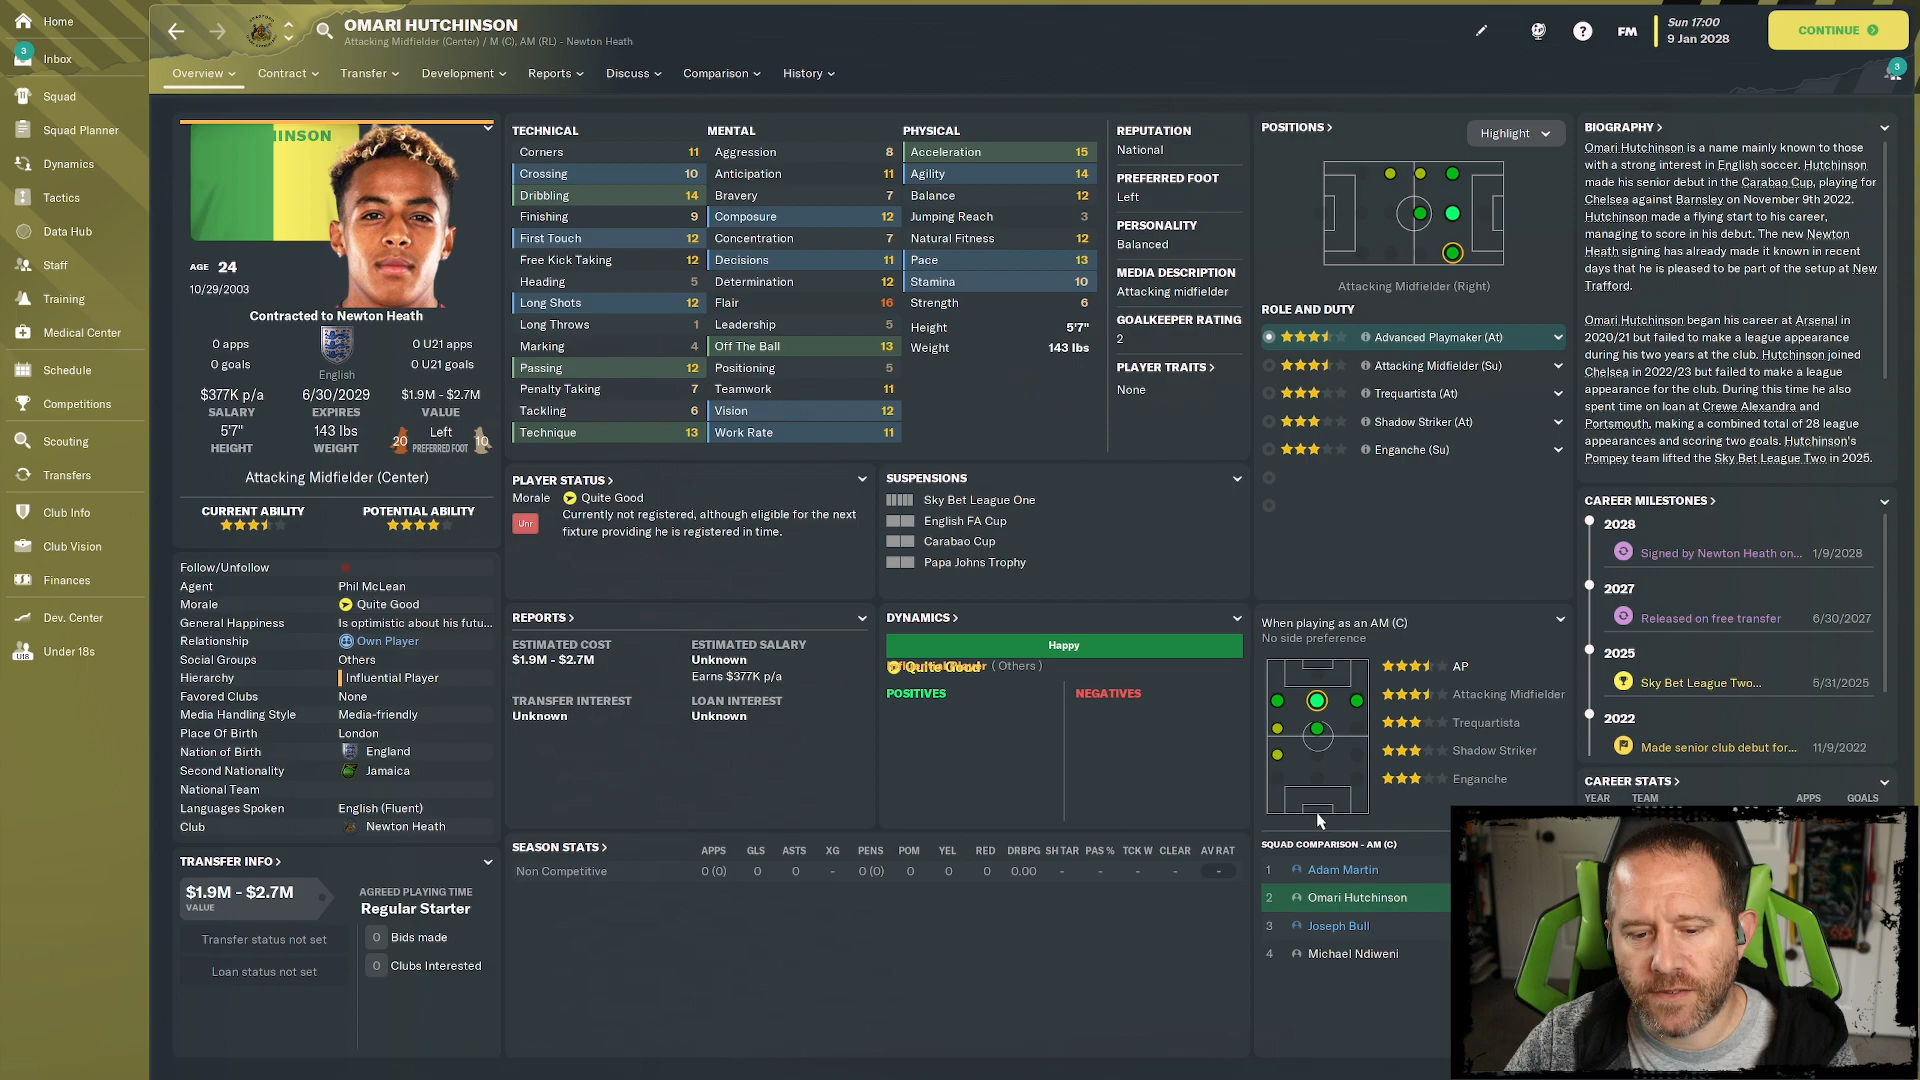 Home
3
Inbox
Squad
Squad Planner
Dynamics
Tactics
Data Hub
Staff
Training
Medical Center
Schedule
Competitions
Scouting
Transfers
Club Info
Club Vision
Finances
Dev. Center
Under 18s
OMARI HUTCHINSON
Attacking Midfielder (Center) / M (C), AM (RL) - Newton Heath
FM
Sun 17:00
9 Jan 2028
CONTINUE
3
Overview
Contract
Transfer
Development
Reports
Discuss
Comparison
History
HINSON
AGE 24
10/29/2003
Contracted to Newton Heath
0 apps
0 goals
English
0 U21 apps
0 U21 goals
$377K p/a
SALARY
6/30/2029
EXPIRES
$1.9M - $2.7M
VALUE
5'7"
HEIGHT
143 lbs
WEIGHT
20
Left
PREFERRED FOOT
10
Attacking Midfielder (Center)
CURRENT ABILITY
POTENTIAL ABILITY
Follow/Unfollow
Agent Phil McLean
Morale Quite Good
General Happiness Is optimistic about his futu...
Relationship Own Player
Social Groups Others
Hierarchy Influential Player
Favored Clubs None
Media Handling Style Media-friendly
Place Of Birth London
Nation of Birth England
Second Nationality Jamaica
National Team
Languages Spoken English (Fluent)
Club Newton Heath
TRANSFER INFO >
$1.9M - $2.7M
VALUE
Transfer status not set
Loan status not set
AGREED PLAYING TIME
Regular Starter
0 Bids made
0 Clubs Interested
TECHNICAL
Corners 11
Crossing 10
Dribbling 14
Finishing 9
First Touch 12
Free Kick Taking 12
Heading 5
Long Shots 12
Long Throws 1
Marking 4
Passing 12
Penalty Taking 7
Tackling 6
Technique 13
MENTAL
Aggression 8
Anticipation 11
Bravery 7
Composure 12
Concentration 7
Decisions 11
Determination 12
Flair 16
Leadership 5
Off The Ball 13
Positioning 5
Teamwork 11
Vision 12
Work Rate 11
PHYSICAL
Acceleration 15
Agility 14
Balance 12
Jumping Reach 3
Natural Fitness 12
Pace 13
Stamina 10
Strength 6
Height 5'7"
Weight 143 lbs
REPUTATION
National
PREFERRED FOOT
Left
PERSONALITY
Balanced
MEDIA DESCRIPTION
Attacking midfielder
GOALKEEPER RATING
2
PLAYER TRAITS >
None
PLAYER STATUS >
Morale Quite Good
Unr
Currently not registered, although eligible for the next
fixture providing he is registered in time.
SUSPENSIONS
Sky Bet League One
English FA Cup
Carabao Cup
Papa Johns Trophy
REPORTS >
ESTIMATED COST
$1.9M - $2.7M
ESTIMATED SALARY
Unknown
Earns $377K p/a
TRANSFER INTEREST
Unknown
LOAN INTEREST
Unknown
DYNAMICS >
Happy
Quite Good
( Others )
POSITIVES
NEGATIVES
SEASON STATS >
APPS GLS ASTS XG PENS POM YEL RED DRBPG SH TAR PAS % TCK W CLEAR AV RAT
Non Competitive 0 (0) 0 0 - 0 (0) 0 0 0 0.00 - - - - -
POSITIONS >
Highlight
Attacking Midfielder (Right)
ROLE AND DUTY
Advanced Playmaker (At)
Attacking Midfielder (Su)
Trequartista (At)
Shadow Striker (At)
Enganche (Su)
When playing as an AM (C)
No side preference
AP
Attacking Midfielder
Trequartista
Shadow Striker
Enganche
SQUAD COMPARISON - AM (C)
1 Adam Martin
2 Omari Hutchinson
3 Joseph Bull
4 Michael Ndiweni
BIOGRAPHY >
Omari Hutchinson is a name mainly known to those
with a strong interest in English soccer. Hutchinson
made his senior debut in the Carabao Cup, playing for
Chelsea against Barnsley on November 9th 2022.
Hutchinson made a flying start to his career,
managing to score in his debut. The new Newton
Heath signing has already made it known in recent
days that he is pleased to be part of the setup at New
Trafford.
Omari Hutchinson began his career at Arsenal in
2020/21 but failed to make a league appearance
during his two years at the club. Hutchinson joined
Chelsea in 2022/23 but failed to make a league
appearance for the club. During this time he also
spent time on loan at Crewe Alexandra and
Portsmouth, making a combined total of 28 league
appearances and scoring two goals. Hutchinson's
Pompey team lifted the Sky Bet League Two in 2025.
CAREER MILESTONES >
2028
Signed by Newton Heath on... 1/9/2028
2027
Released on free transfer 6/30/2027
2025
Sky Bet League Two... 5/31/2025
2022
Made senior club debut for... 11/9/2022
CAREER STATS >
YEAR TEAM APPS GOALS